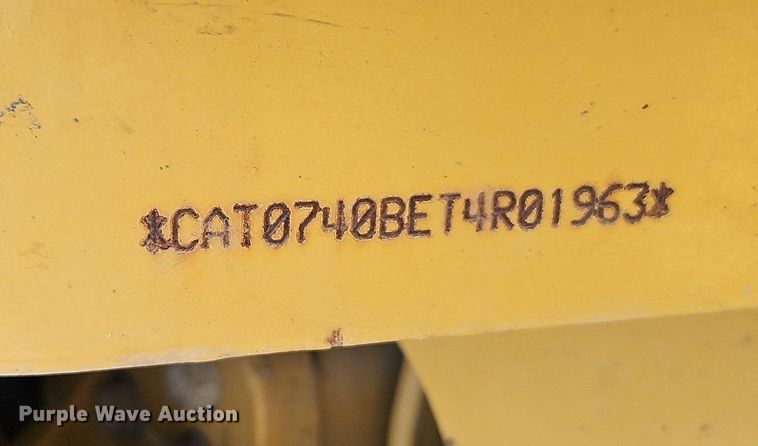 *CAT0740BET4R01963*
Purple Wave Auction